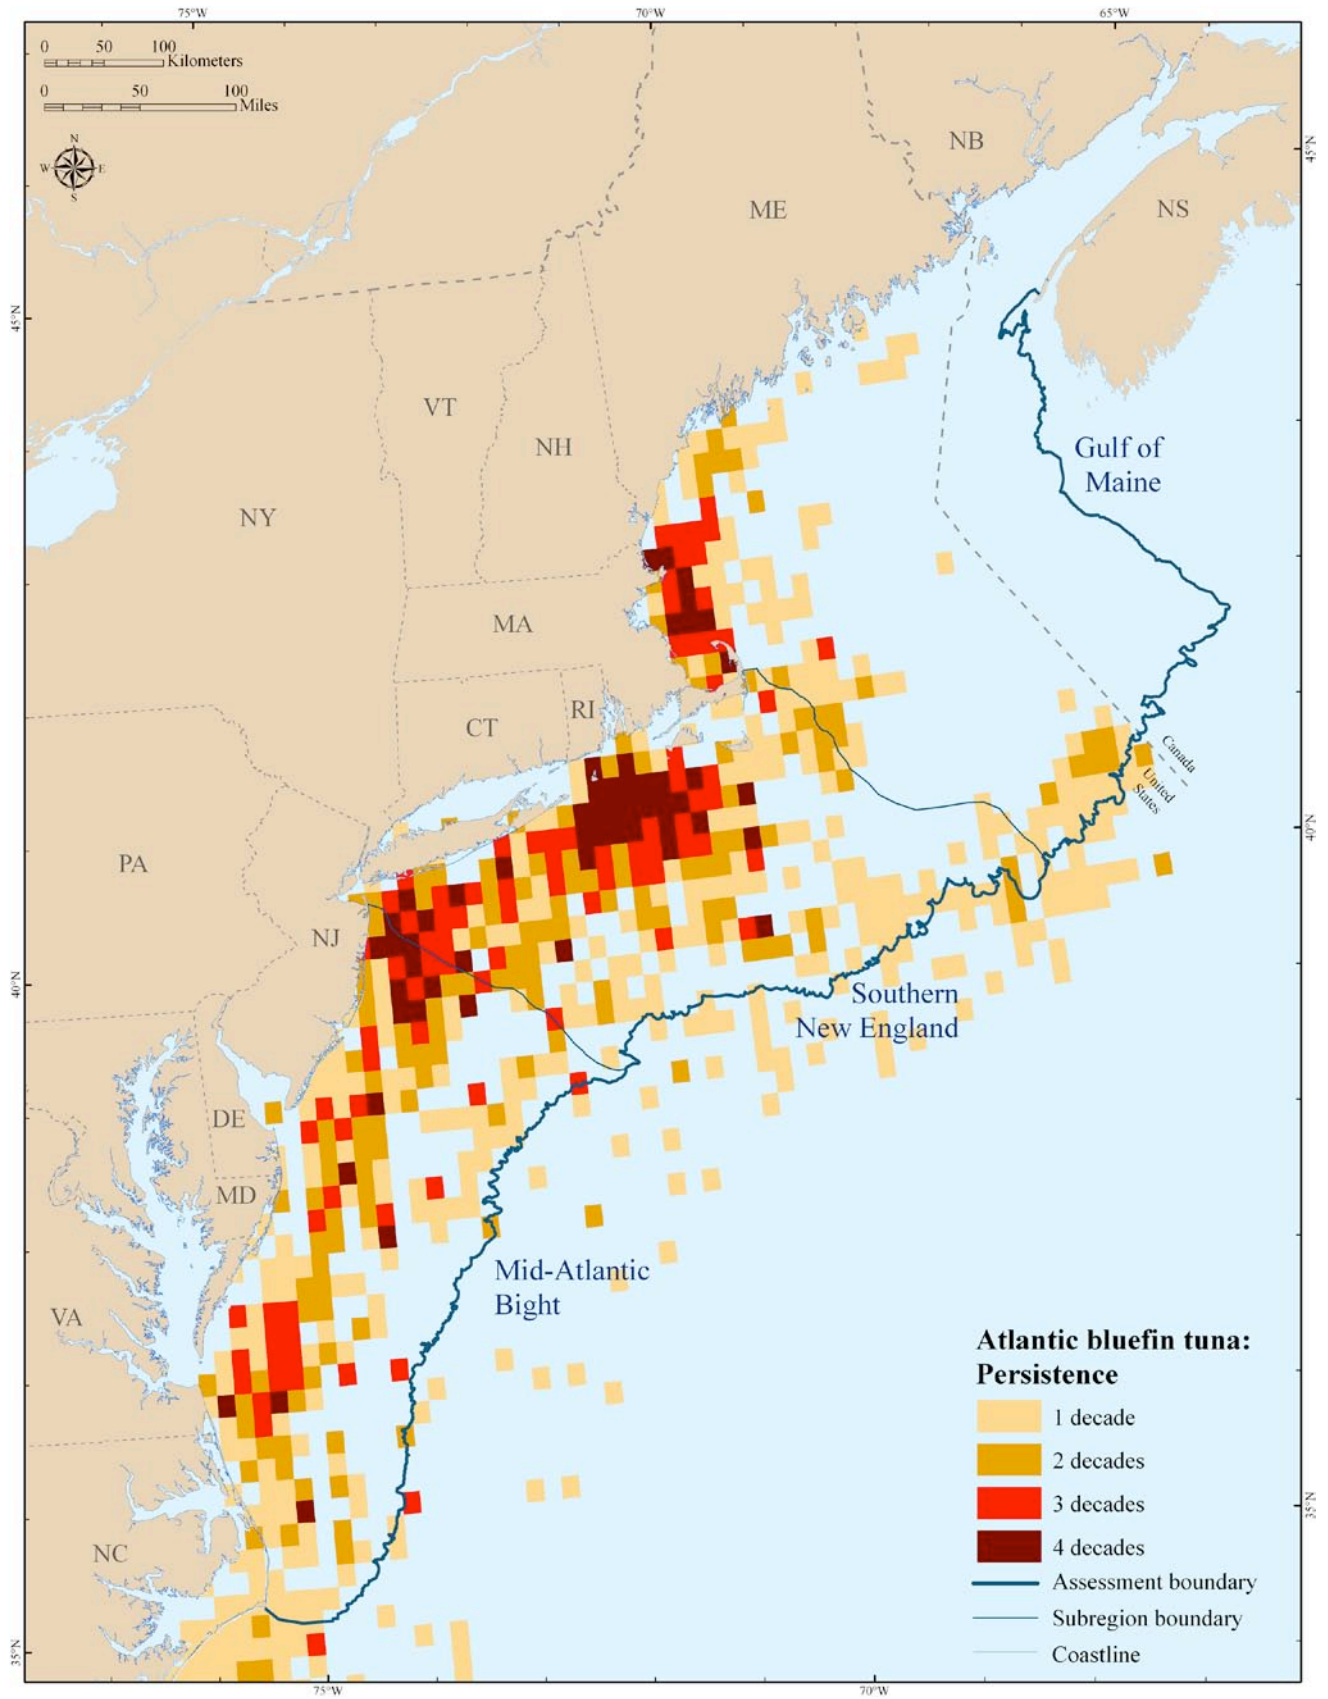 75°W 70°W 65°W
0 50 100
Kilometers
0 50 100
Miles
N
W E
S
NB
45°N
ME
NS
45°N
VT
NH
Gulf of
Maine
NY
MA
RI
CT
Canada
United
States
40°N
PA
NJ
40°N
Southern
New England
DE
MD
Mid-Atlantic
Bight
VA
Atlantic bluefin tuna:
Persistence
1 decade
2 decades
3 decades
35°N
4 decades
NC
Assessment boundary
Subregion boundary
35°N
Coastline
75°W 70°W